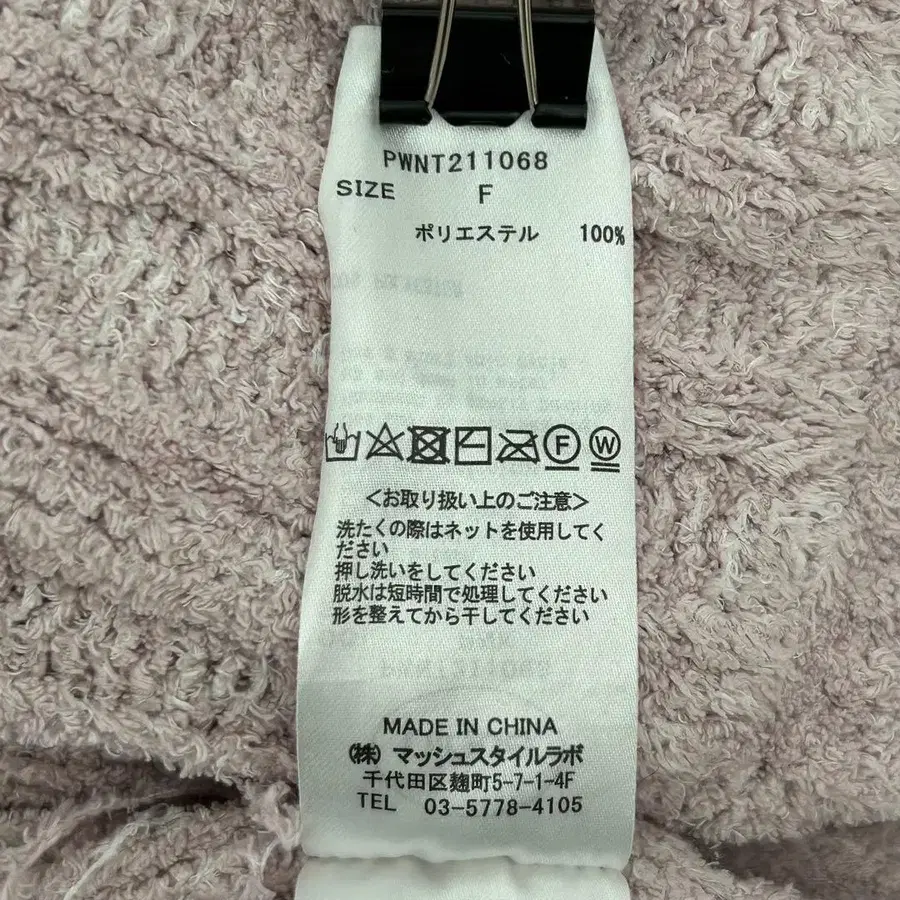 PWNT211068
SIZE F
ポリエステル 100%
F W
<お取り扱い上のご注意>
洗たくの際はネットを使用してく
ださい
押し洗いをしてください
脱水は短時間で処理してください
形を整えてから干してください
MADE IN CHINA
(株) マッシュスタイルラボ
千代田区麹町5-7-1-4F
TEL 03-5778-4105